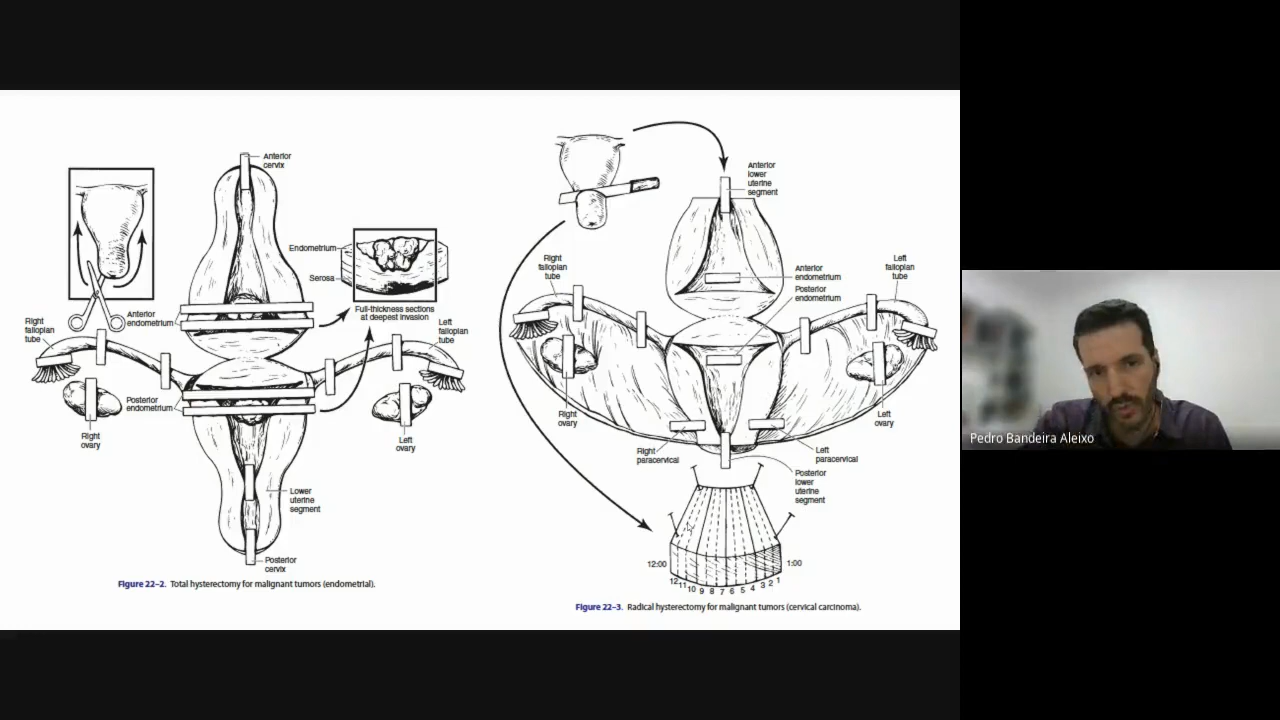 Anterior
cervix
Endometrium
Serosa
Full-thickness sections
at deepest invasion
Anterior
endometrium
Right
fallopian
tube
Left
fallopian
tube
Posterior
endometrium
Right
ovary
Left
ovary
Lower
uterine
segment
Posterior
cervix
Figure 22–2. Total hysterectomy for malignant tumors (endometrial).
Anterior
lower
uterine
segment
Right
fallopian
tube
Left
fallopian
tube
Anterior
endometrium
Posterior
endometrium
Right
ovary
Left
ovary
Right
paracervical
Left
paracervical
Posterior
lower
uterine
segment
12:00
1:00
12 11 10 9 8 7 6 5 4 3 2 1
Figure 22–3. Radical hysterectomy for malignant tumors (cervical carcinoma).
Pedro Bandeira Aleixo